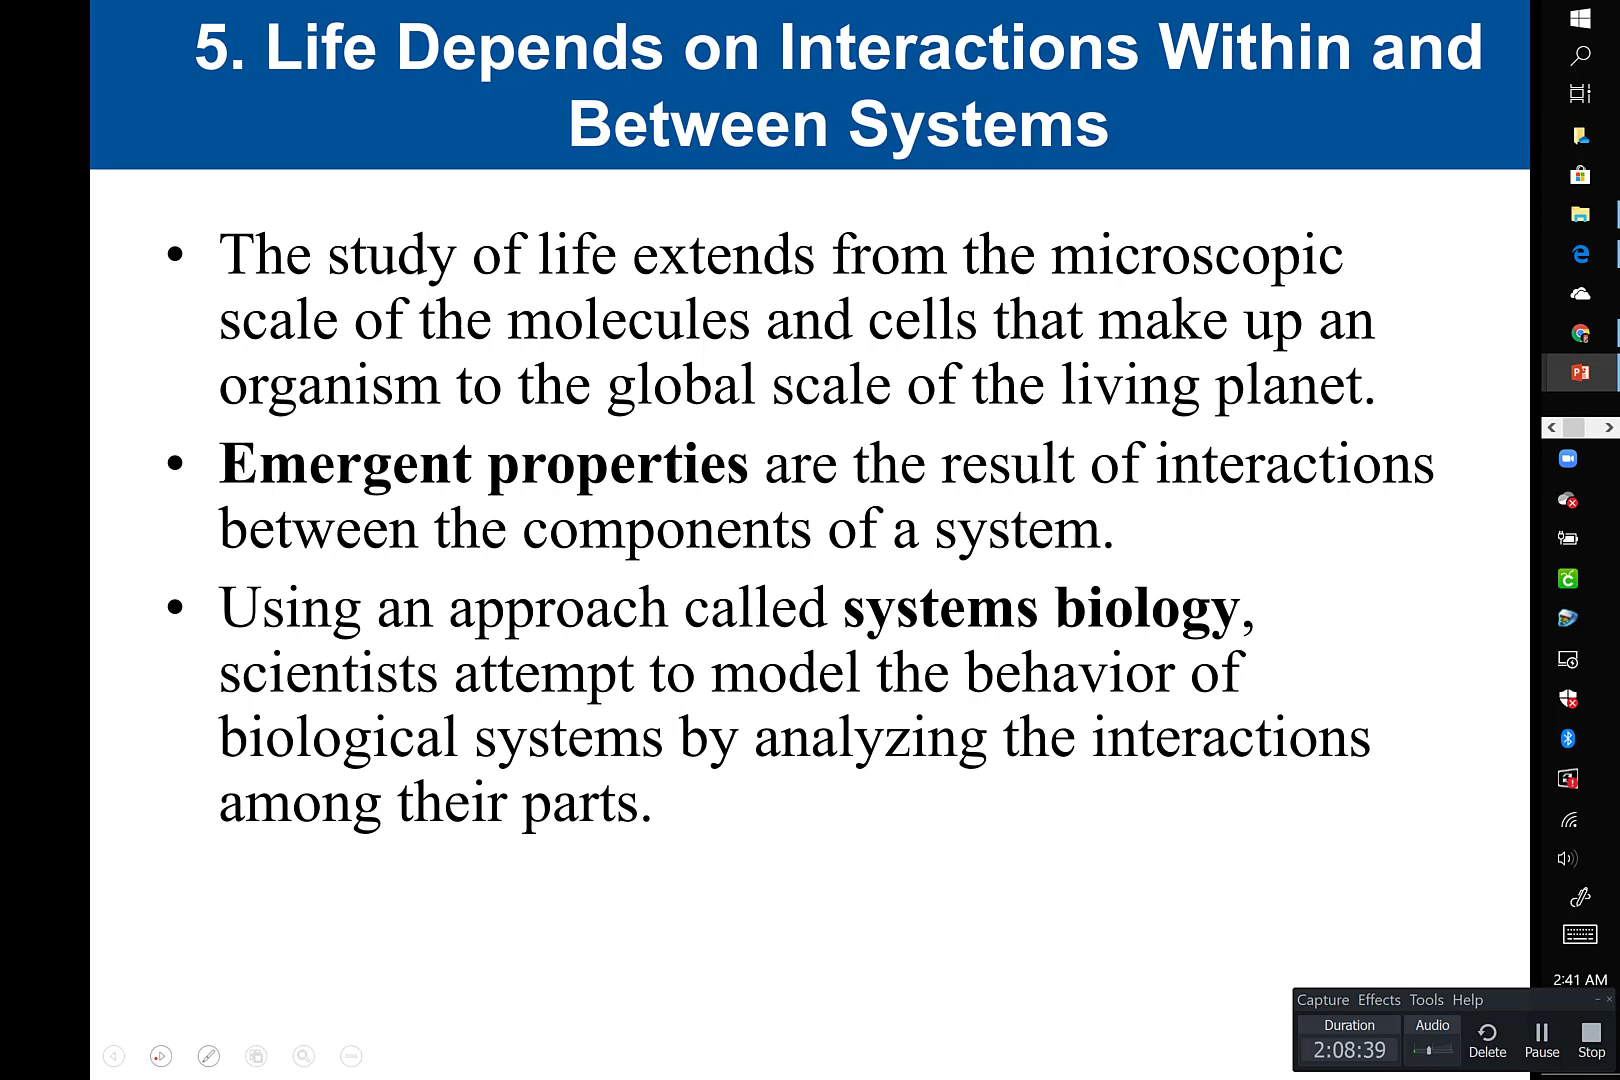 5. Life Depends on Interactions Within and
Between Systems
• The study of life extends from the microscopic
scale of the molecules and cells that make up an
organism to the global scale of the living planet.
• Emergent properties are the result of interactions
between the components of a system.
• Using an approach called systems biology,
scientists attempt to model the behavior of
biological systems by analyzing the interactions
among their parts.
2:41 AM
Capture Effects Tools Help
Duration Audio
2:08:39 Delete Pause Stop